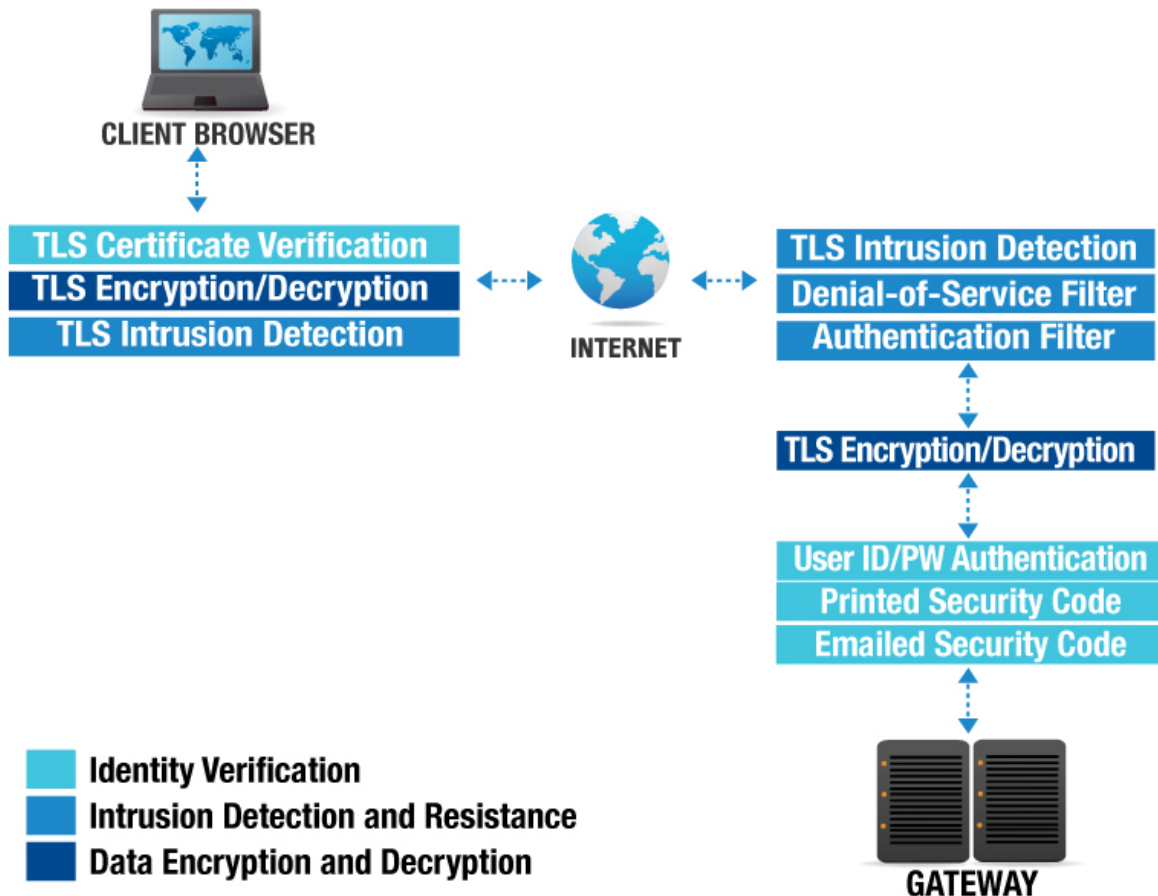 CLIENT BROWSER
TLS Certificate Verification
TLS Encryption/Decryption
TLS Intrusion Detection
INTERNET
TLS Intrusion Detection
Denial-of-Service Filter
Authentication Filter
TLS Encryption/Decryption
User ID/PW Authentication
Printed Security Code
Emailed Security Code
GATEWAY
Identity Verification
Intrusion Detection and Resistance
Data Encryption and Decryption